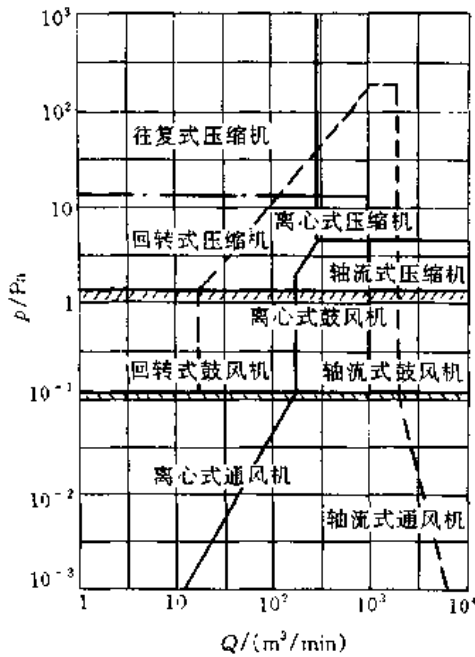 10³
10²
往复式压缩机
10
离心式压缩机
回转式压缩机
轴流式压缩机
p/Pa
1
离心式鼓风机
回转式鼓风机
轴流式鼓风机
10⁻¹
离心式通风机
10⁻²
轴流式通风机
10⁻³
1 10 10² 10³ 10⁴
Q/(m³/min)